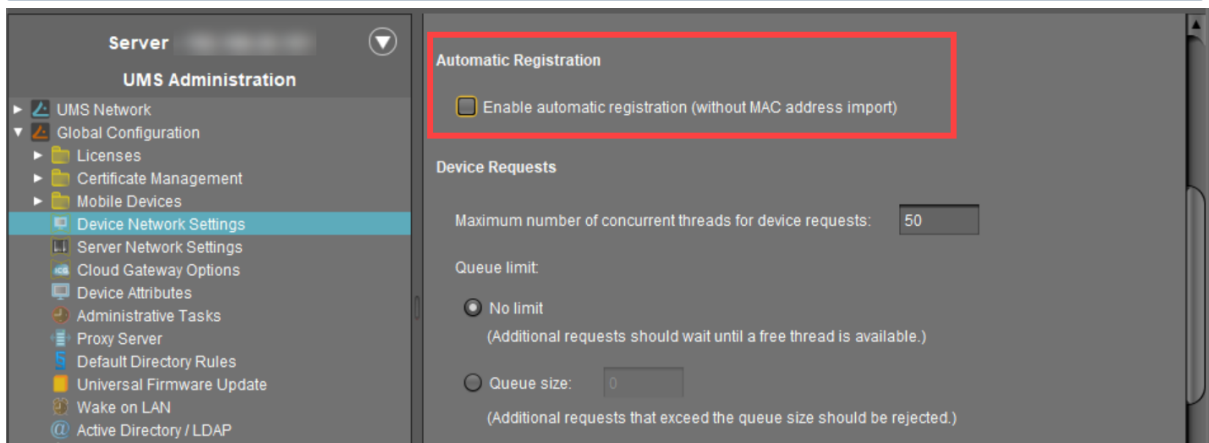 Server
UMS Administration
UMS Network
Global Configuration
Licenses
Certificate Management
Mobile Devices
Device Network Settings
Server Network Settings
Cloud Gateway Options
Device Attributes
Administrative Tasks
Proxy Server
Default Directory Rules
Universal Firmware Update
Wake on LAN
Active Directory / LDAP
Automatic Registration
Enable automatic registration (without MAC address import)
Device Requests
Maximum number of concurrent threads for device requests: 50
Queue limit:
No limit
(Additional requests should wait until a free thread is available.)
Queue size: 0
(Additional requests that exceed the queue size should be rejected.)